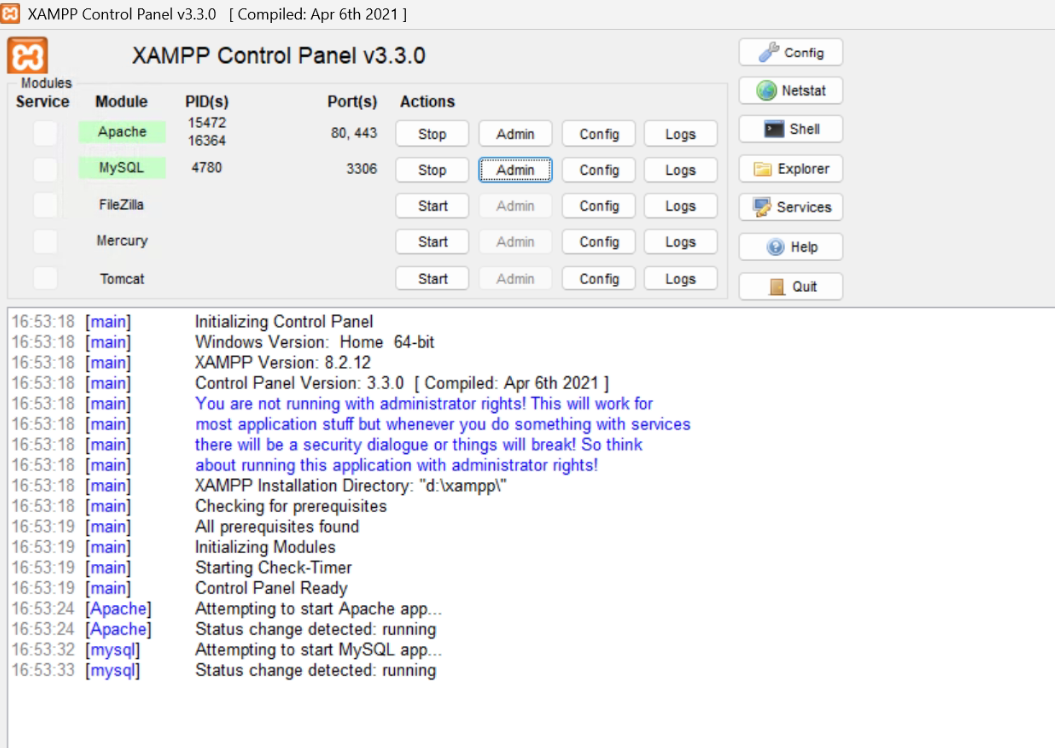 XAMPP Control Panel v3.3.0 [ Compiled: Apr 6th 2021 ]
XAMPP Control Panel v3.3.0
Modules
Service Module PID(s) Port(s) Actions
Apache 15472 16364 80, 443 Stop Admin Config Logs
MySQL 4780 3306 Stop Admin Config Logs
FileZilla Start Admin Config Logs
Mercury Start Admin Config Logs
Tomcat Start Admin Config Logs
Config
Netstat
Shell
Explorer
Services
Help
Quit
16:53:18 [main] Initializing Control Panel
16:53:18 [main] Windows Version: Home 64-bit
16:53:18 [main] XAMPP Version: 8.2.12
16:53:18 [main] Control Panel Version: 3.3.0 [ Compiled: Apr 6th 2021 ]
16:53:18 [main] You are not running with administrator rights! This will work for
16:53:18 [main] most application stuff but whenever you do something with services
16:53:18 [main] there will be a security dialogue or things will break! So think
16:53:18 [main] about running this application with administrator rights!
16:53:18 [main] XAMPP Installation Directory: "d:\xampp\"
16:53:18 [main] Checking for prerequisites
16:53:19 [main] All prerequisites found
16:53:19 [main] Initializing Modules
16:53:19 [main] Starting Check-Timer
16:53:19 [main] Control Panel Ready
16:53:24 [Apache] Attempting to start Apache app...
16:53:24 [Apache] Status change detected: running
16:53:32 [mysql] Attempting to start MySQL app...
16:53:33 [mysql] Status change detected: running